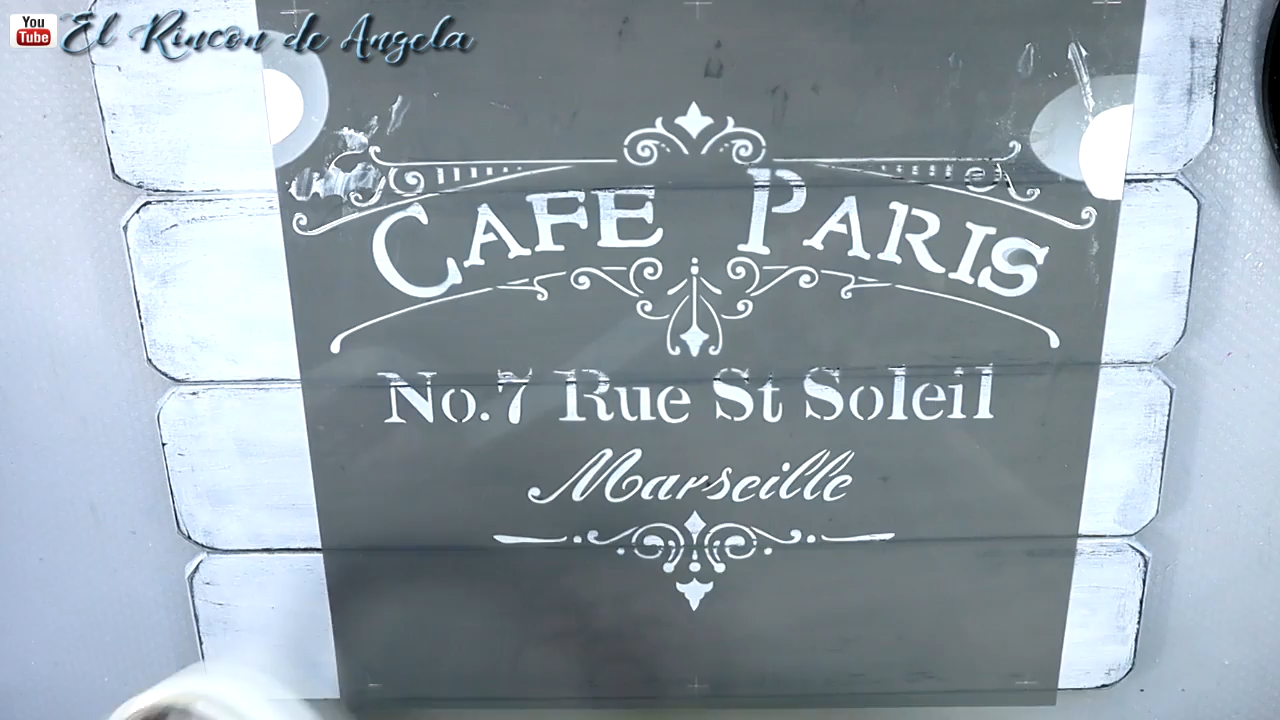 You
Tube
El Rincon de Angela
CAFE PARIS
No.7 Rue St Soleil
Marseille